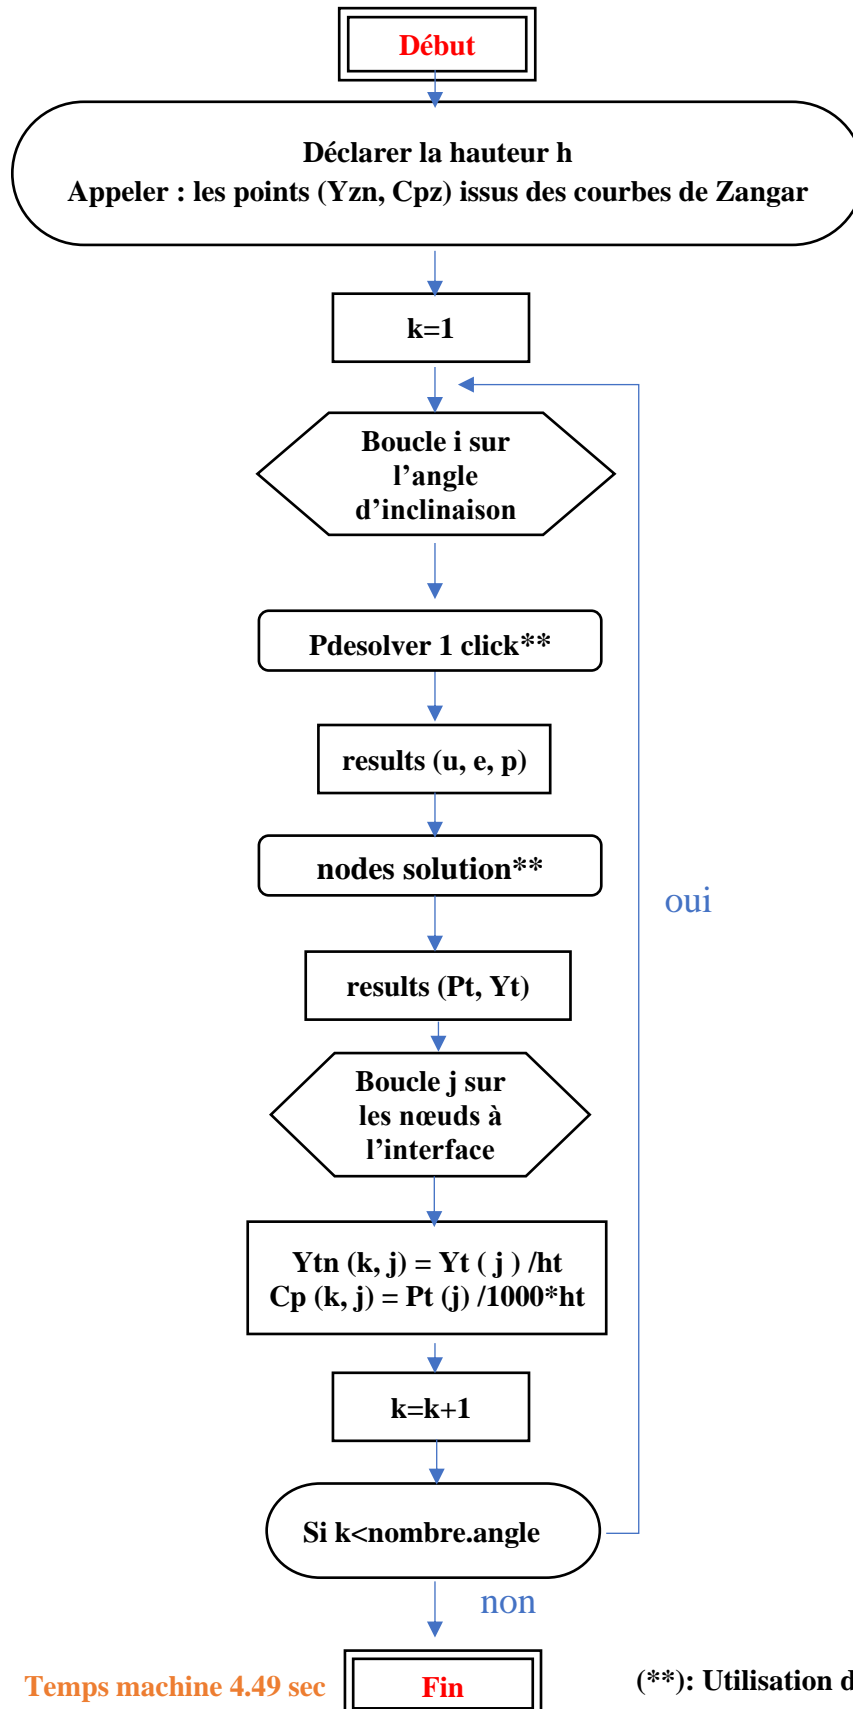 Début
Déclarer la hauteur h
Appeler : les points (Yzn, Cpz) issus des courbes de Zangar
k=1
Boucle i sur
l’angle
d’inclinaison
Pdesolver 1 click**
results (u, e, p)
nodes solution**
oui
results (Pt, Yt)
Boucle j sur
les nœuds à
l’interface
Ytn (k, j) = Yt ( j ) /ht
Cp (k, j) = Pt (j) /1000*ht
k=k+1
Si k<nombre.angle
non
Temps machine 4.49 sec
Fin
(**): Utilisation